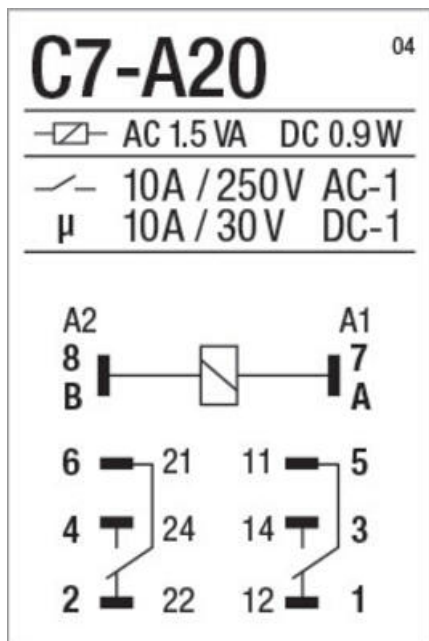 C7-A20 04
AC 1.5 VA DC 0.9 W
10A / 250V AC-1
µ 10A / 30V DC-1
A2 A1
8 7
B A
6 21 11 5
4 24 14 3
2 22 12 1